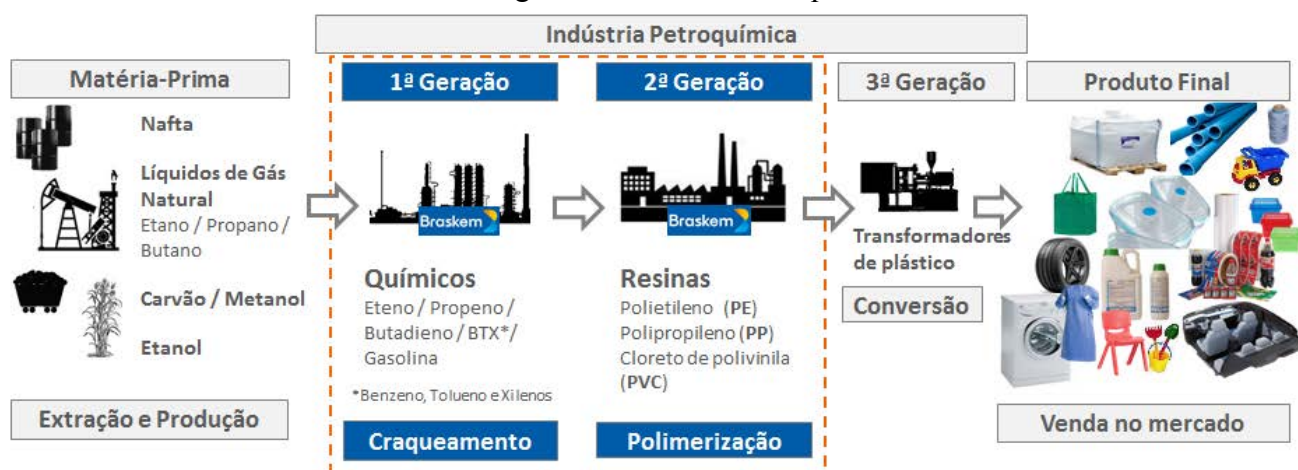 Indústria Petroquímica
Matéria-Prima
Nafta
Líquidos de Gás
Natural
Etano / Propano /
Butano
Carvão / Metanol
Etanol
Extração e Produção
1ª Geração
Braskem
Químicos
Eteno / Propeno /
Butadieno / BTX*/
Gasolina
*Benzeno, Tolueno e Xilenos
Craqueamento
2ª Geração
Braskem
Resinas
Polietileno (PE)
Polipropileno (PP)
Cloreto de polivinila
(PVC)
Polimerização
3ª Geração
Transformadores
de plástico
Conversão
Produto Final
Venda no mercado